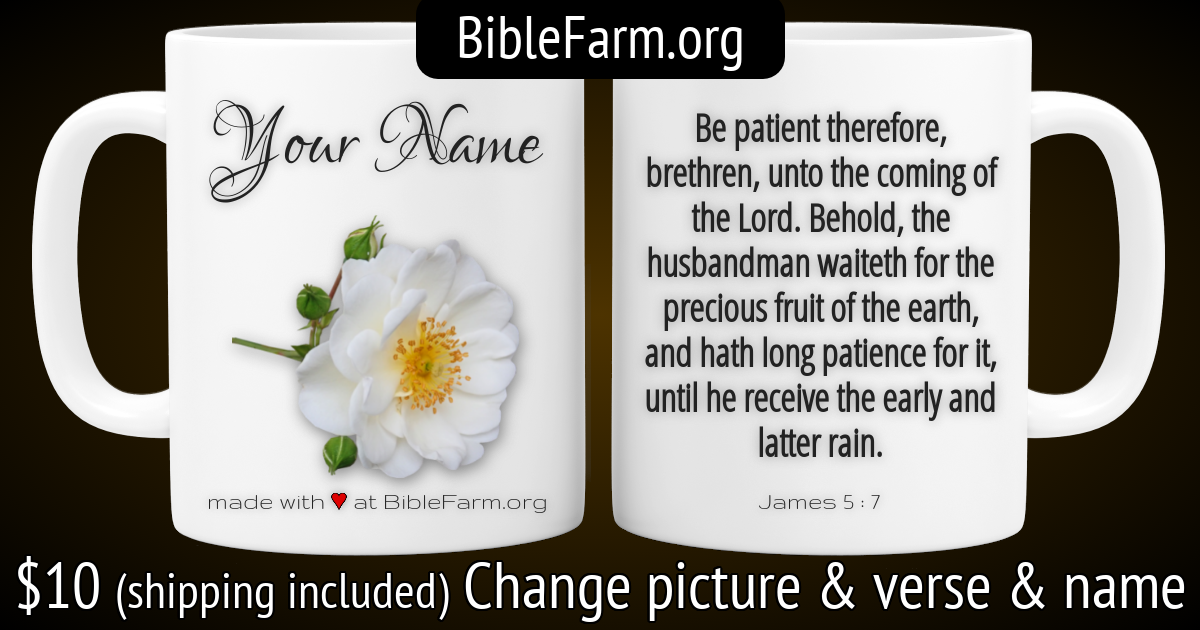 BibleFarm.org
Your Name
made with ♥ at BibleFarm.org
Be patient therefore,
brethren, unto the coming of
the Lord. Behold, the
husbandman waiteth for the
precious fruit of the earth,
and hath long patience for it,
until he receive the early and
latter rain.
James 5 : 7
$10 (shipping included) Change picture & verse & name